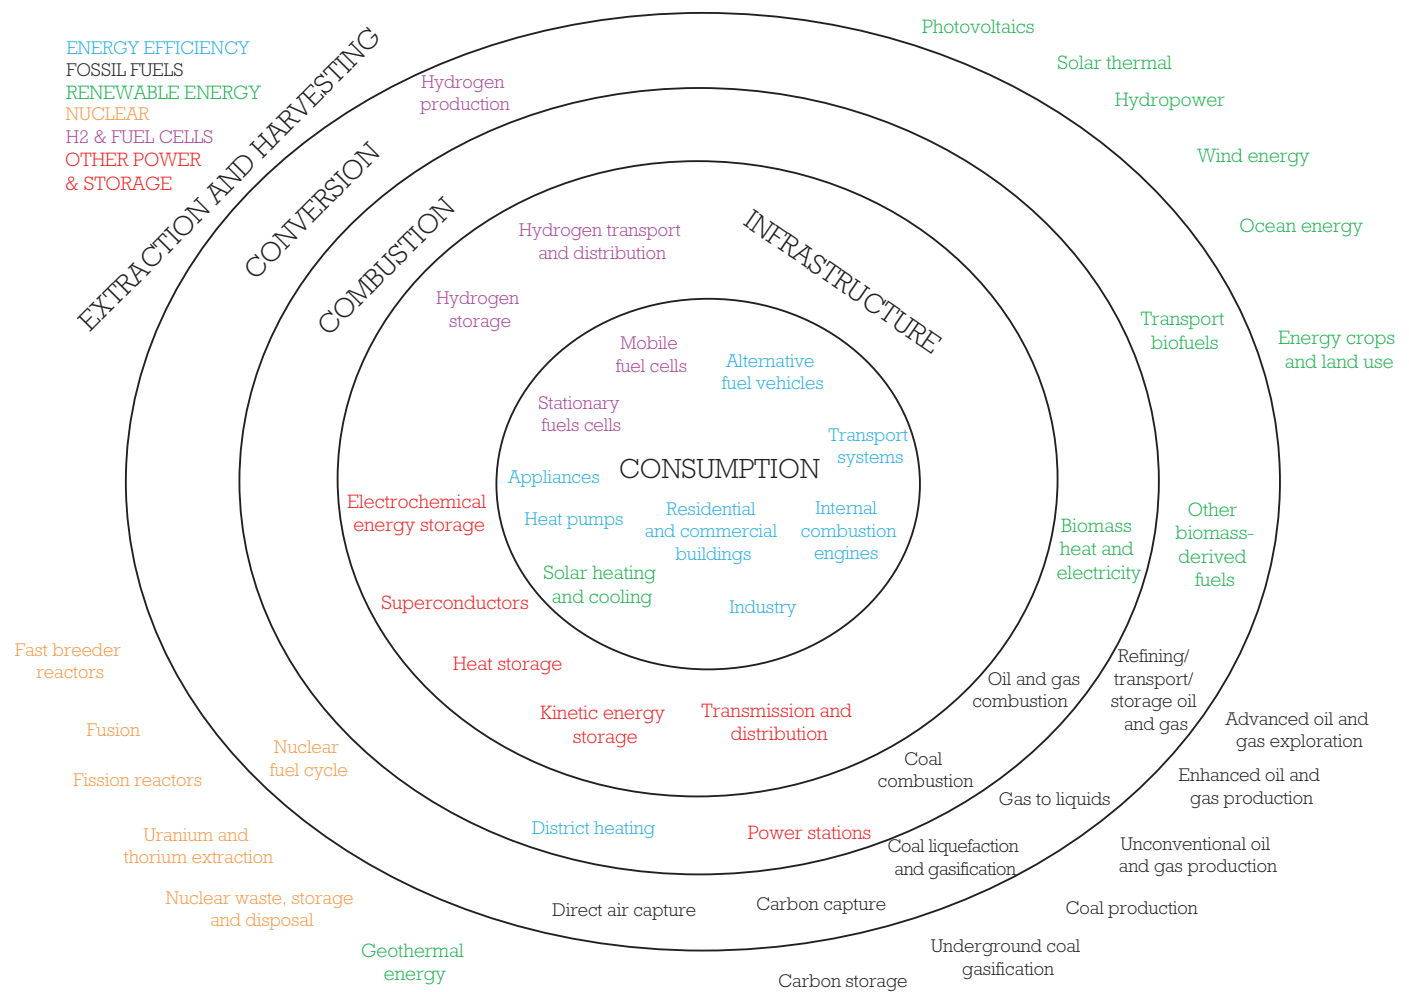 ENERGY EFFICIENCY
FOSSIL FUELS
RENEWABLE ENERGY
NUCLEAR
H2 & FUEL CELLS
OTHER POWER
& STORAGE
EXTRACTION AND HARVESTING
CONVERSION
COMBUSTION
INFRASTRUCTURE
CONSUMPTION
Hydrogen
production
Photovoltaics
Solar thermal
Hydropower
Wind energy
Ocean energy
Energy crops
and land use
Transport
biofuels
Hydrogen transport
and distribution
Hydrogen
storage
Mobile
fuel cells
Alternative
fuel vehicles
Stationary
fuels cells
Transport
systems
Appliances
Heat pumps
Residential
and commercial
buildings
Internal
combustion
engines
Solar heating
and cooling
Industry
Electrochemical
energy storage
Superconductors
Heat storage
Kinetic energy
storage
Transmission and
distribution
Biomass
heat and
electricity
Other
biomass-
derived
fuels
Oil and gas
combustion
Refining/
transport/
storage oil
and gas
Coal
combustion
Gas to liquids
Advanced oil and
gas exploration
Enhanced oil and
gas production
Unconventional oil
and gas production
Coal production
Underground coal
gasification
Carbon storage
Coal liquefaction
and gasification
Power stations
District heating
Carbon capture
Direct air capture
Fast breeder
reactors
Fusion
Fission reactors
Nuclear
fuel cycle
Uranium and
thorium extraction
Nuclear waste, storage
and disposal
Geothermal
energy